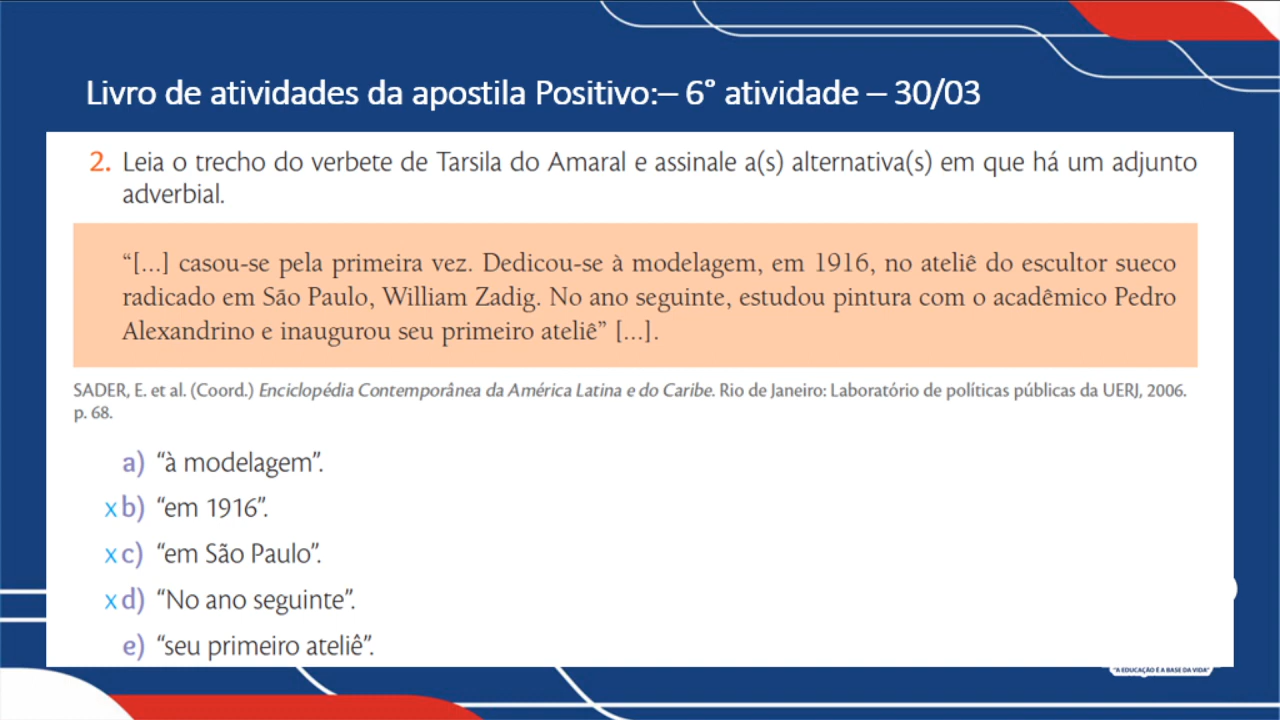 Livro de atividades da apostila Positivo:– 6° atividade – 30/03
2. Leia o trecho do verbete de Tarsila do Amaral e assinale a(s) alternativa(s) em que há um adjunto
adverbial.
“[...] casou-se pela primeira vez. Dedicou-se à modelagem, em 1916, no ateliê do escultor sueco
radicado em São Paulo, William Zadig. No ano seguinte, estudou pintura com o acadêmico Pedro
Alexandrino e inaugurou seu primeiro ateliê” [...].
SADER, E. et al. (Coord.) Enciclopédia Contemporânea da América Latina e do Caribe. Rio de Janeiro: Laboratório de políticas públicas da UERJ, 2006.
p. 68.
a) “à modelagem”.
x b) “em 1916”.
x c) “em São Paulo”.
x d) “No ano seguinte”.
e) “seu primeiro ateliê”.
"A EDUCAÇÃO É A BASE DA VIDA"